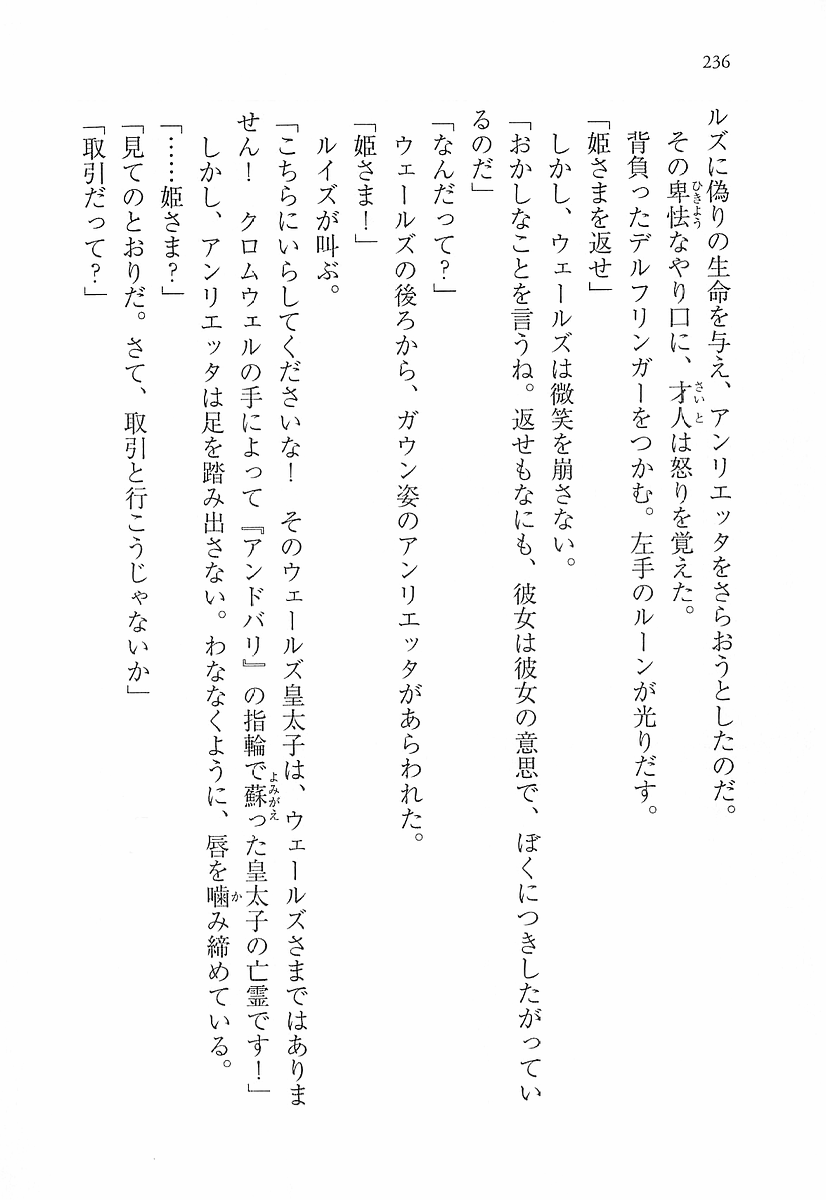 236
ルズに偽りの生命を与え、アンリエッタをさらおうとしたのだ。
その卑怯なやり口に、才人は怒りを覚えた。
背負ったデルフリンガーをつかむ。左手のルーンが光りだす。
「姫さまを返せ」
しかし、ウェールズは微笑を崩さない。
「おかしなことを言うね。返せもなにも、彼女は彼女の意思で、ぼくにつきしたがってい
るのだ」
「なんだって?」
ウェールズの後ろから、ガウン姿のアンリエッタがあらわれた。
「姫さま!」
ルイズが叫ぶ。
「こちらにいらしてくださいな! そのウェールズ皇太子は、ウェールズさまではありま
せん! クロムウェルの手によって『アンドバリ』の指輪で蘇った皇太子の亡霊です!」
しかし、アンリエッタは足を踏み出さない。わななくように、唇を噛み締めている。
「……姫さま?」
「見てのとおりだ。さて、取引と行こうじゃないか」
「取引だって?」